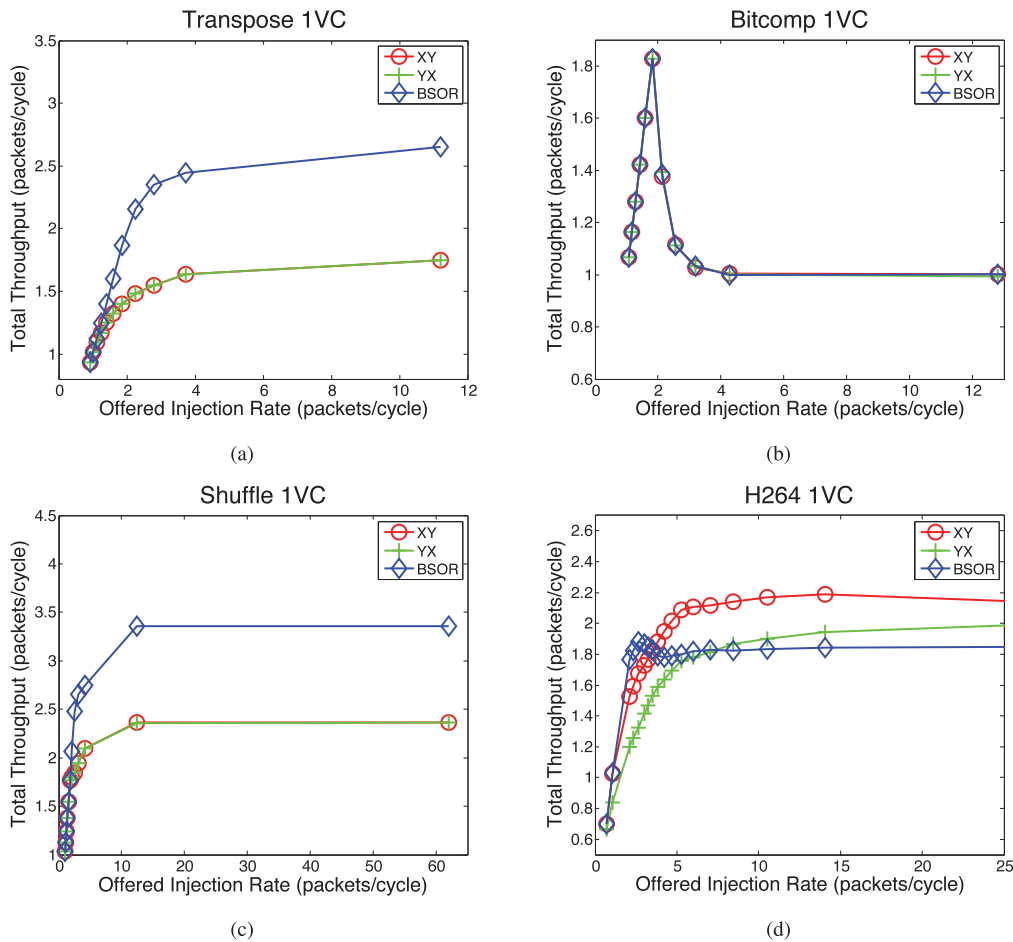 Transpose 1VC
Total Throughput (packets/cycle)
3.5
3
2.5
2
1.5
1
0 2 4 6 8 10 12
Offered Injection Rate (packets/cycle)
XY
YX
BSOR
(a)
Bitcomp 1VC
Total Throughput (packets/cycle)
1.8
1.6
1.4
1.2
1
0.8
0.6
0 2 4 6 8 10 12
Offered Injection Rate (packets/cycle)
XY
YX
BSOR
(b)
Shuffle 1VC
Total Throughput (packets/cycle)
4.5
4
3.5
3
2.5
2
1.5
1
0 10 20 30 40 50 60
Offered Injection Rate (packets/cycle)
XY
YX
BSOR
(c)
H264 1VC
Total Throughput (packets/cycle)
2.6
2.4
2.2
2
1.8
1.6
1.4
1.2
1
0.8
0.6
0 5 10 15 20 25
Offered Injection Rate (packets/cycle)
XY
YX
BSOR
(d)